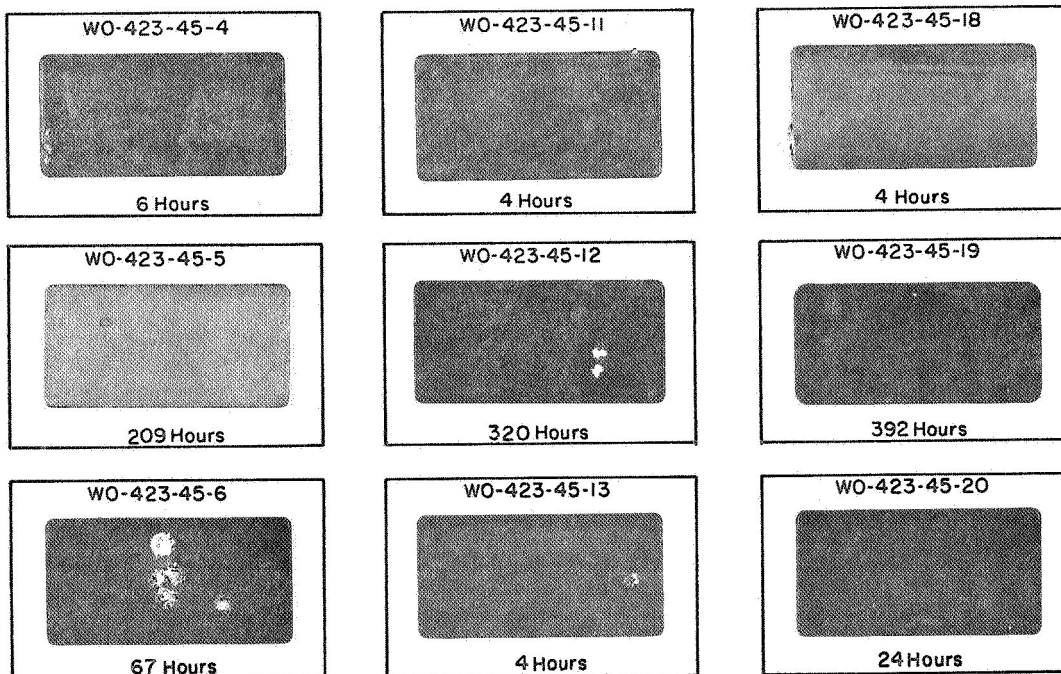 WO-423-45-4
6 Hours
WO-423-45-11
4 Hours
WO-423-45-18
4 Hours
WO-423-45-5
209 Hours
WO-423-45-12
320 Hours
WO-423-45-19
392 Hours
WO-423-45-6
67 Hours
WO-423-45-13
4 Hours
WO-423-45-20
24 Hours